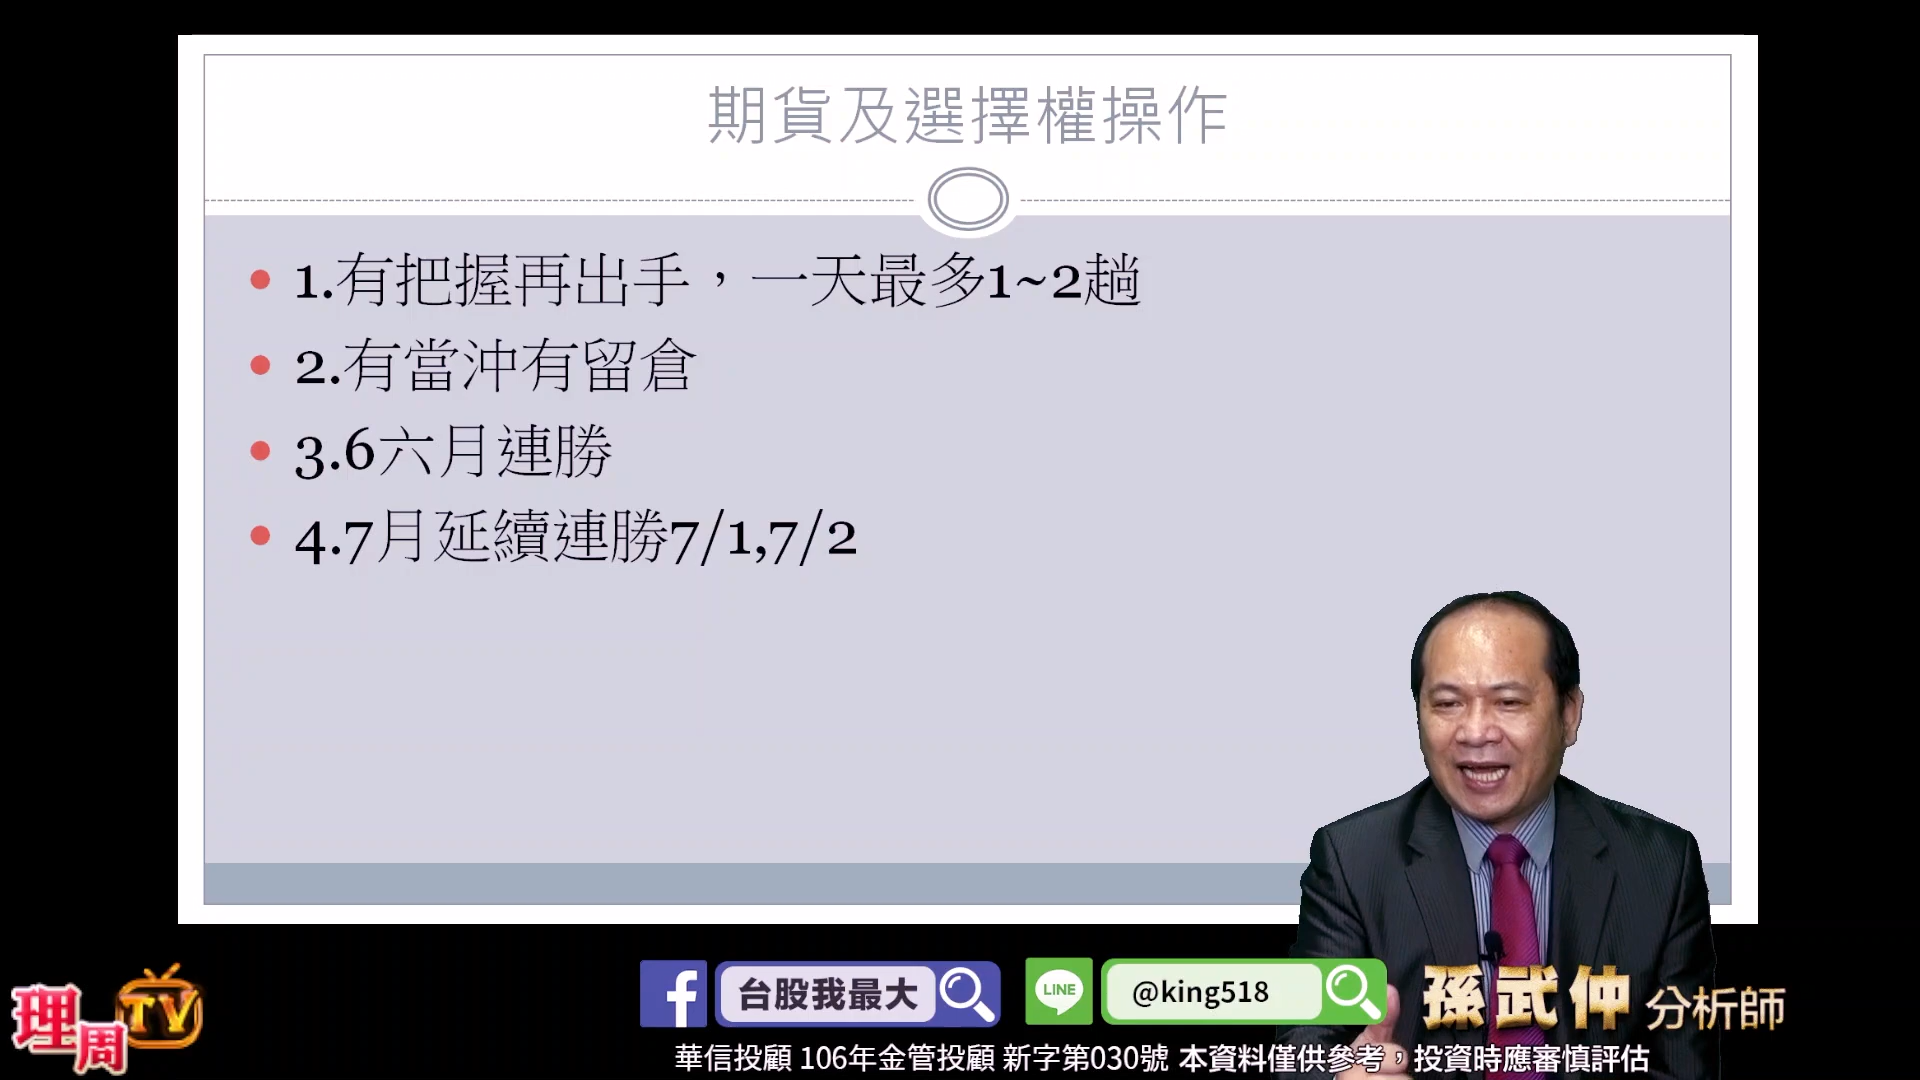 期貨及選擇權操作
1.有把握再出手，一天最多1~2趟
2.有當沖有留倉
3.6六月連勝
4.7月延續連勝7/1,7/2
理周TV
台股我最大
LINE
@king518
孫武仲 分析師
華信投顧 106年金管投顧 新字第030號 本資料僅供參考，投資時應審慎評估